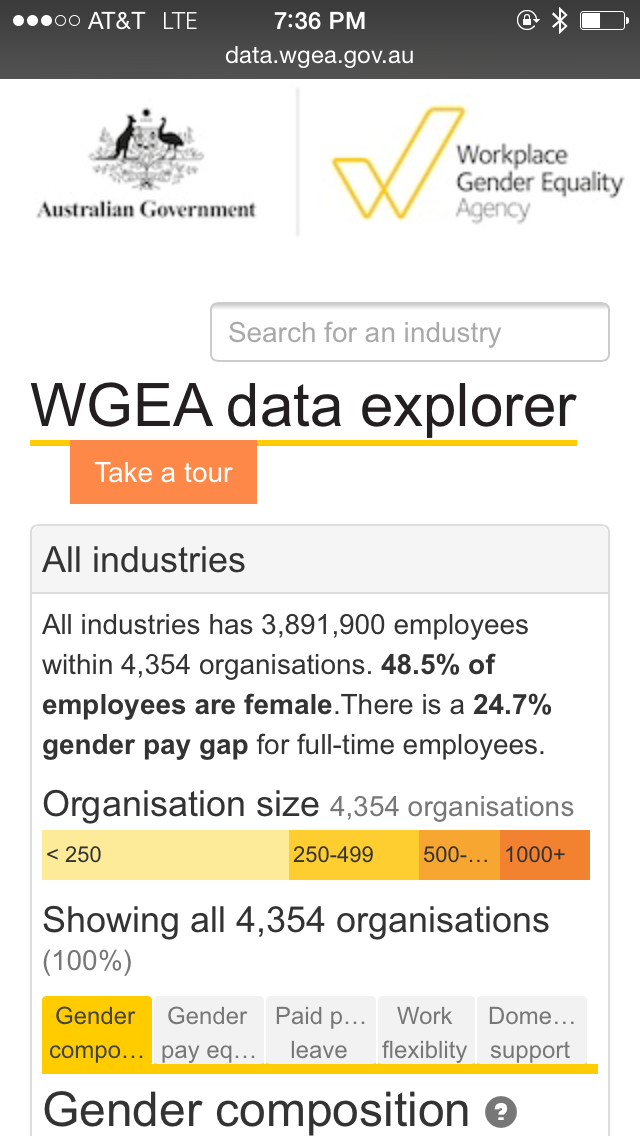 AT&T LTE 7:36 PM
data.wgea.gov.au
Australian Government
Workplace
Gender Equality
Agency
Search for an industry
WGEA data explorer
Take a tour
All industries
All industries has 3,891,900 employees
within 4,354 organisations. 48.5% of
employees are female.There is a 24.7%
gender pay gap for full-time employees.
Organisation size 4,354 organisations
< 250 250-499 500-... 1000+
Showing all 4,354 organisations
(100%)
Gender Gender Paid p... Work Dome...
compo... pay eq... leave flexiblity support
Gender composition ?